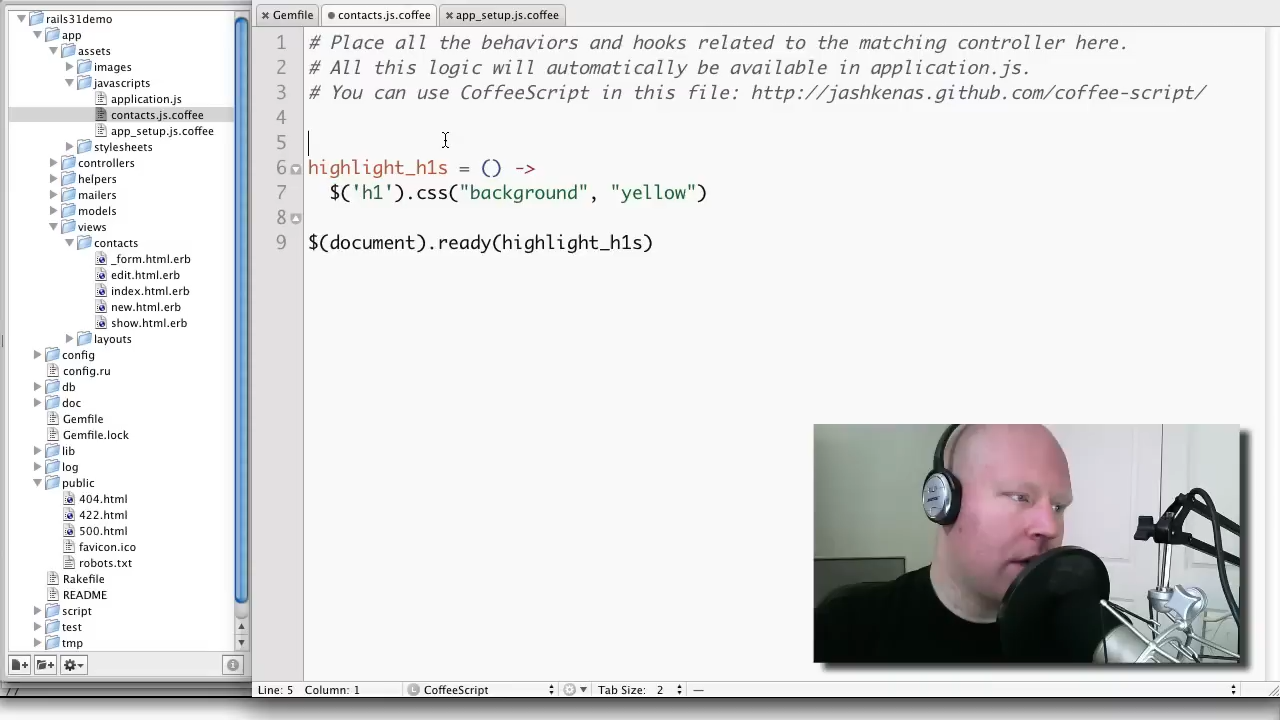 rails31demo
app
assets
images
javascripts
application.js
contacts.js.coffee
app_setup.js.coffee
stylesheets
controllers
helpers
mailers
models
views
contacts
_form.html.erb
edit.html.erb
index.html.erb
new.html.erb
show.html.erb
layouts
config
config.ru
db
doc
Gemfile
Gemfile.lock
lib
log
public
404.html
422.html
500.html
favicon.ico
robots.txt
Rakefile
README
script
test
tmp
Gemfile contacts.js.coffee app_setup.js.coffee
1 # Place all the behaviors and hooks related to the matching controller here.
2 # All this logic will automatically be available in application.js.
3 # You can use CoffeeScript in this file: http://jashkenas.github.com/coffee-script/
4
5
6 highlight_h1s = () ->
7 $('h1').css("background", "yellow")
8
9 $(document).ready(highlight_h1s)
Line: 5 Column: 1 L CoffeeScript Tab Size: 2 —